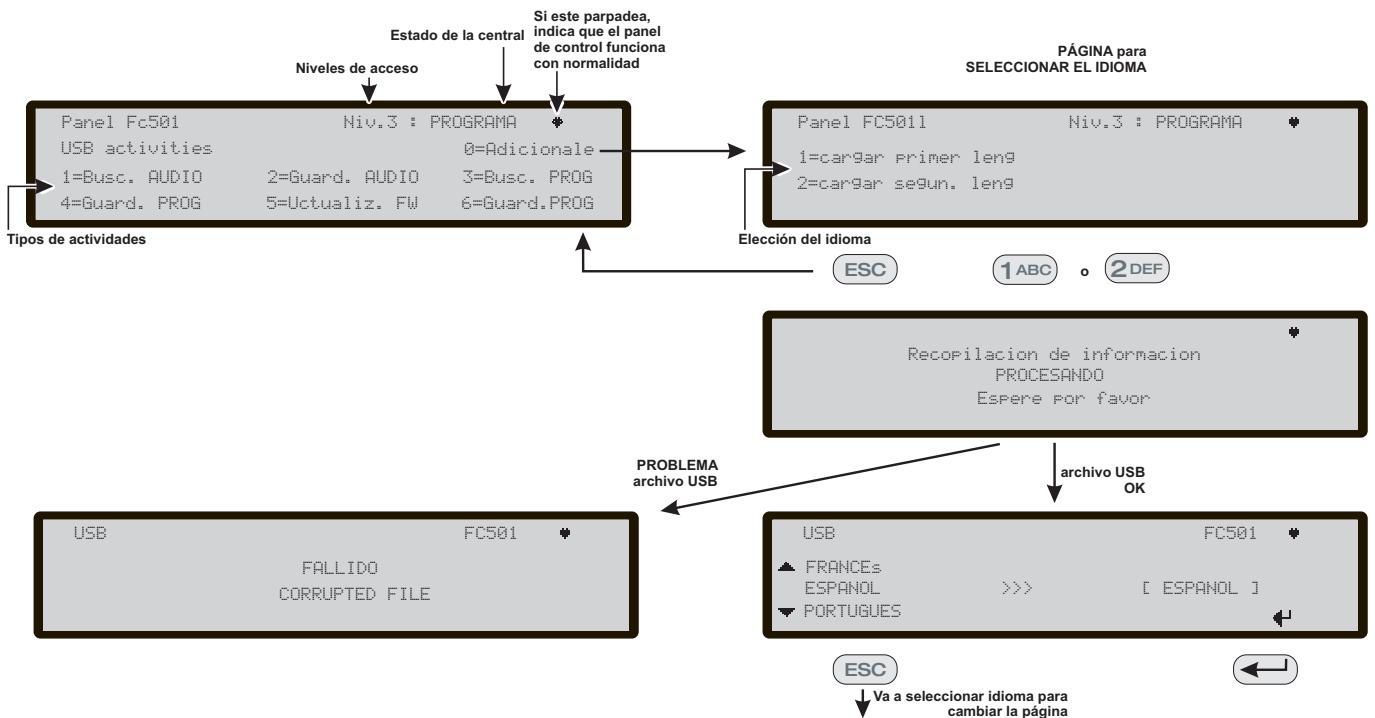 Si este parpadea,
indica que el panel
de control funciona
con normalidad
Estado de la central
Niveles de acceso
Panel Fc501 Niv.3 : PROGRAMA
USB activities 0=Adicionale
1=Busc. AUDIO 2=Guard. AUDIO 3=Busc. PROG
4=Guard. PROG 5=Uctualiz. FW 6=Guard.PROG
Tipos de actividades
PÁGINA para
SELECCIONAR EL IDIOMA
Panel FC501l Niv.3 : PROGRAMA
1=cargar primer leng
2=cargar segun. leng
Elección del idioma
ESC 1 ABC o 2 DEF
Recopilacion de informacion
PROCESANDO
Espere por favor
PROBLEMA
archivo USB
archivo USB
OK
USB FC501
FALLIDO
CORRUPTED FILE
USB FC501
FRANCEs
ESPANOL >>> [ ESPANOL ]
PORTUGUES
ESC
Va a seleccionar idioma para
cambiar la página